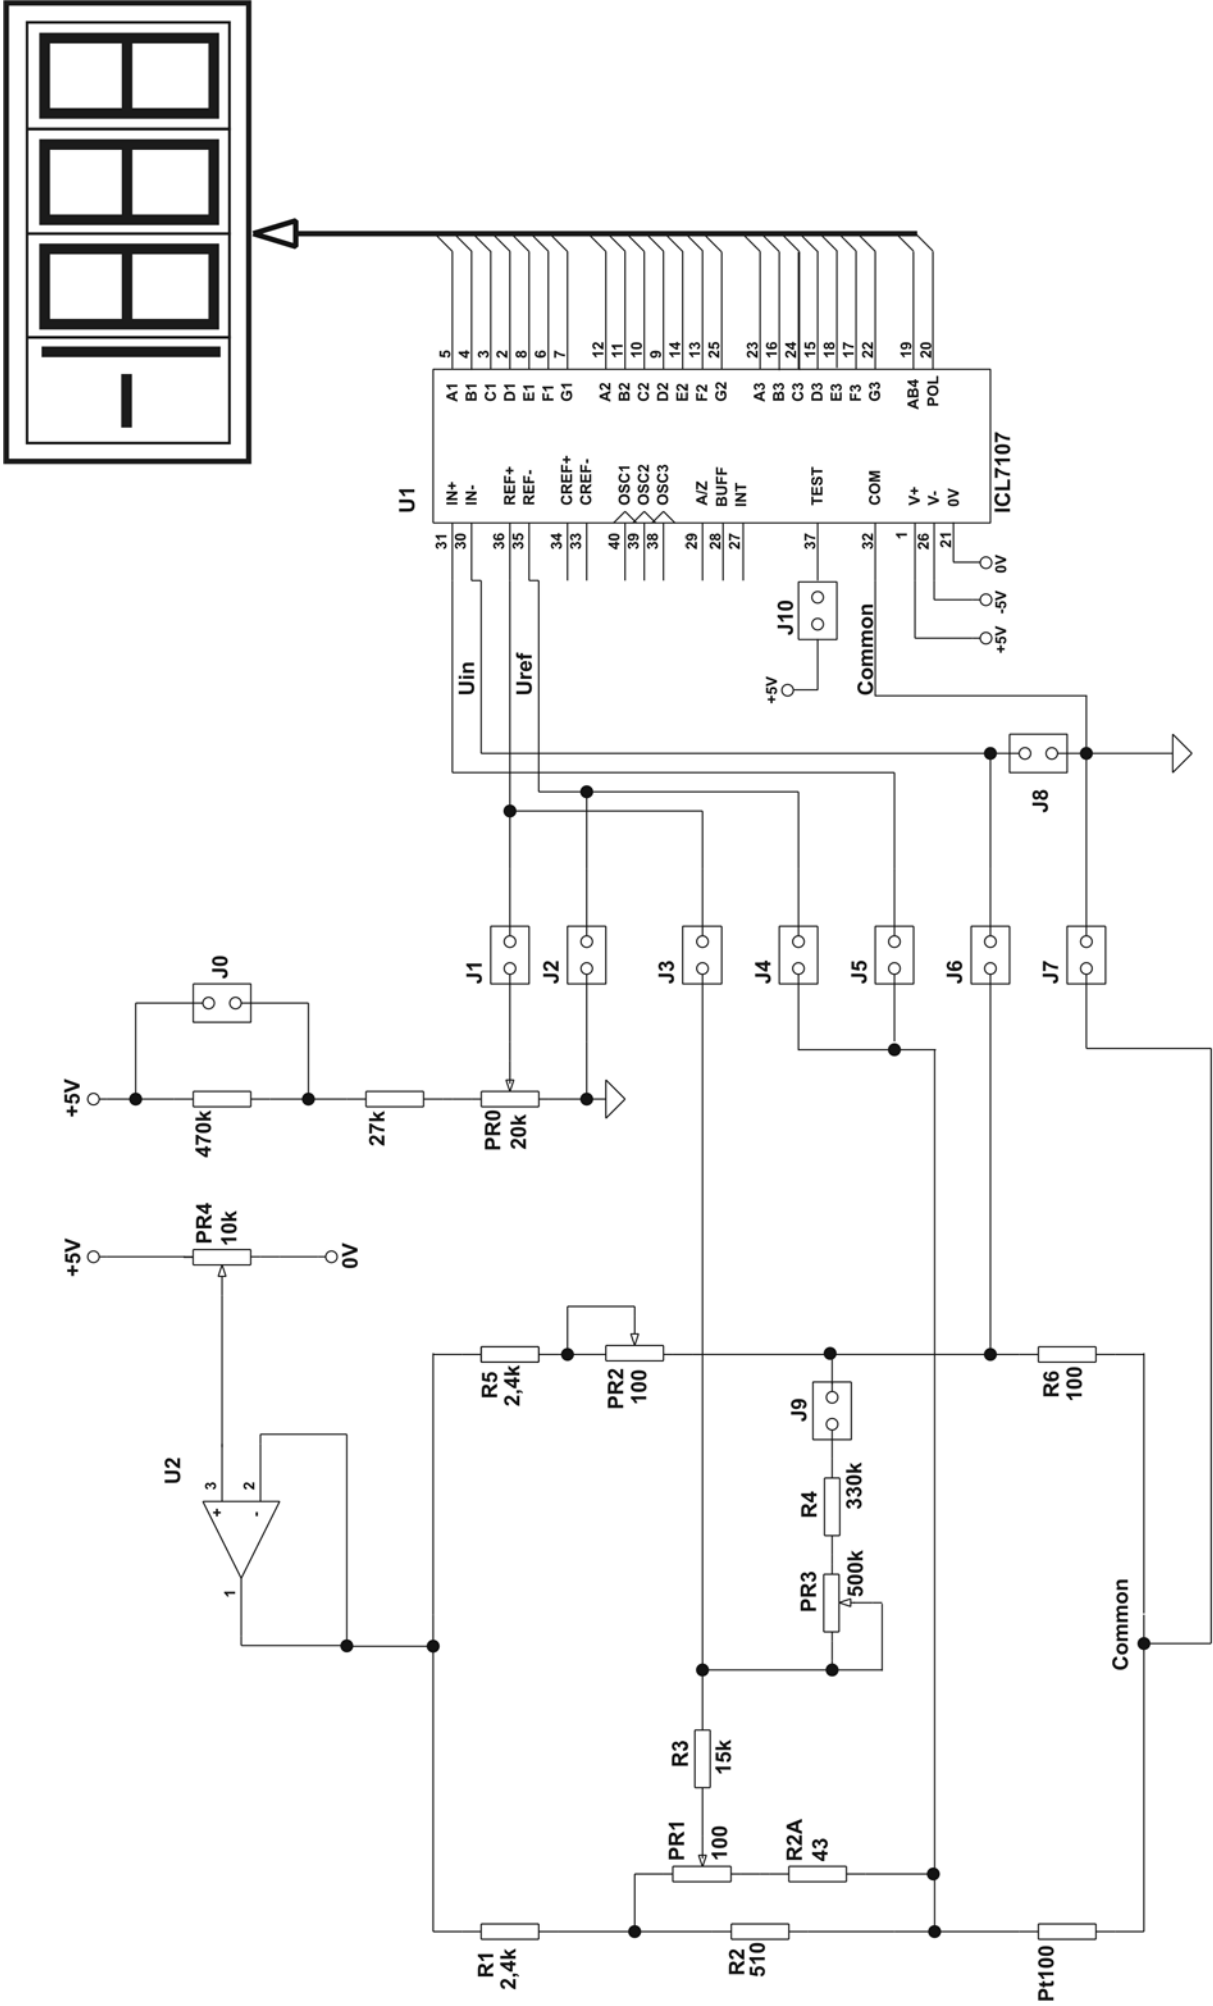 U1
ICL7107
31
30
36
35
34
33
40
39
38
29
28
27
37
32
1
26
21
IN+
IN-
REF+
REF-
CREF+
CREF-
OSC1
OSC2
OSC3
A/Z
BUFF
INT
TEST
COM
V+
V-
0V
A1
B1
C1
D1
E1
F1
G1
A2
B2
C2
D2
E2
F2
G2
A3
B3
C3
D3
E3
F3
G3
AB4
POL
5
4
3
2
8
6
7
12
11
10
9
14
13
25
23
16
24
15
18
17
22
19
20
Uin
Uref
J10
+5V
Common
+5V
-5V
0V
J8
J0
J1
J2
J3
J4
J5
J6
J7
+5V
470k
27k
PR0
20k
+5V
PR4
10k
0V
U2
3
2
1
+
-
R5
2,4k
PR2
100
J9
R4
330k
PR3
500k
R6
100
Common
R3
15k
PR1
100
R2A
43
R1
2,4k
R2
510
Pt100